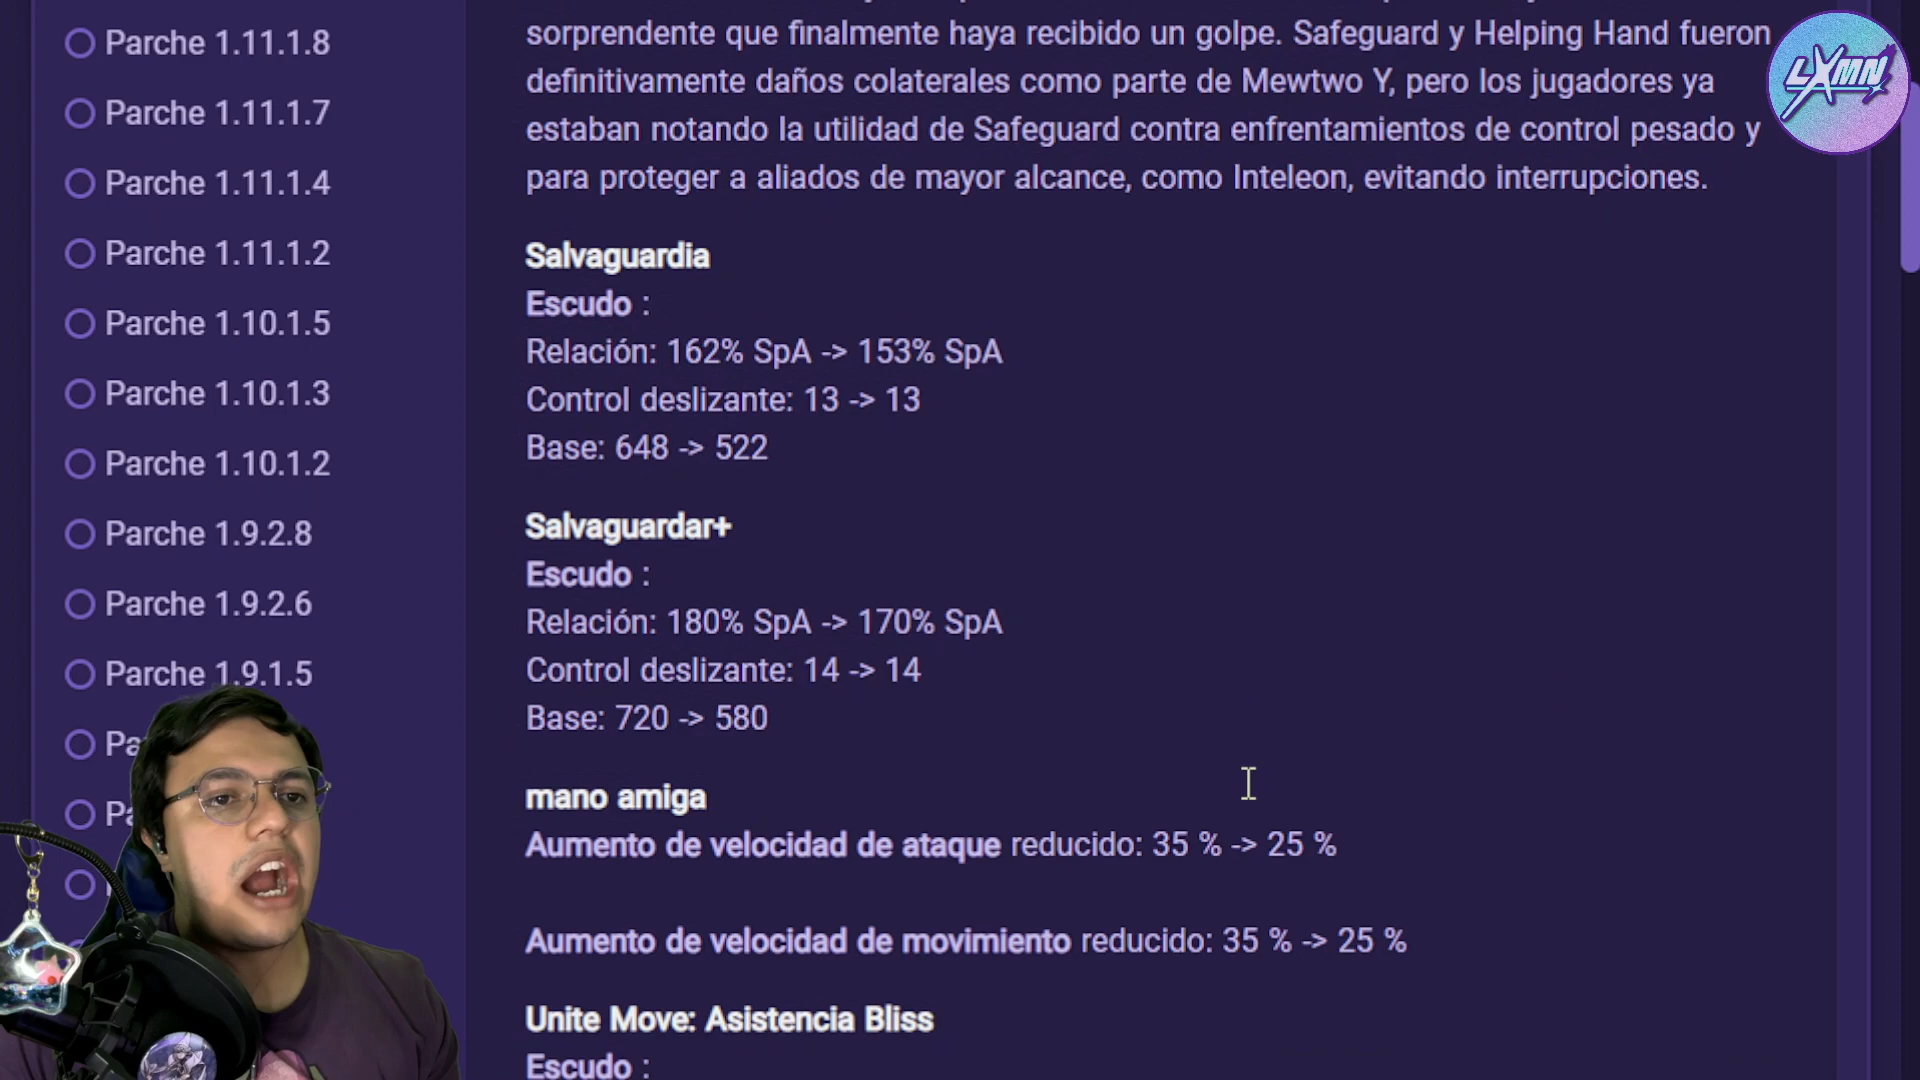 Parche 1.11.1.8
Parche 1.11.1.7
Parche 1.11.1.4
Parche 1.11.1.2
Parche 1.10.1.5
Parche 1.10.1.3
Parche 1.10.1.2
Parche 1.9.2.8
Parche 1.9.2.6
Parche 1.9.1.5
sorprendente que finalmente haya recibido un golpe. Safeguard y Helping Hand fueron
definitivamente daños colaterales como parte de Mewtwo Y, pero los jugadores ya
estaban notando la utilidad de Safeguard contra enfrentamientos de control pesado y
para proteger a aliados de mayor alcance, como Inteleon, evitando interrupciones.
Salvaguardia
Escudo :
Relación: 162% SpA -> 153% SpA
Control deslizante: 13 -> 13
Base: 648 -> 522
Salvaguardar+
Escudo :
Relación: 180% SpA -> 170% SpA
Control deslizante: 14 -> 14
Base: 720 -> 580
mano amiga
Aumento de velocidad de ataque reducido: 35 % -> 25 %
Aumento de velocidad de movimiento reducido: 35 % -> 25 %
Unite Move: Asistencia Bliss
Escudo :
LXMN